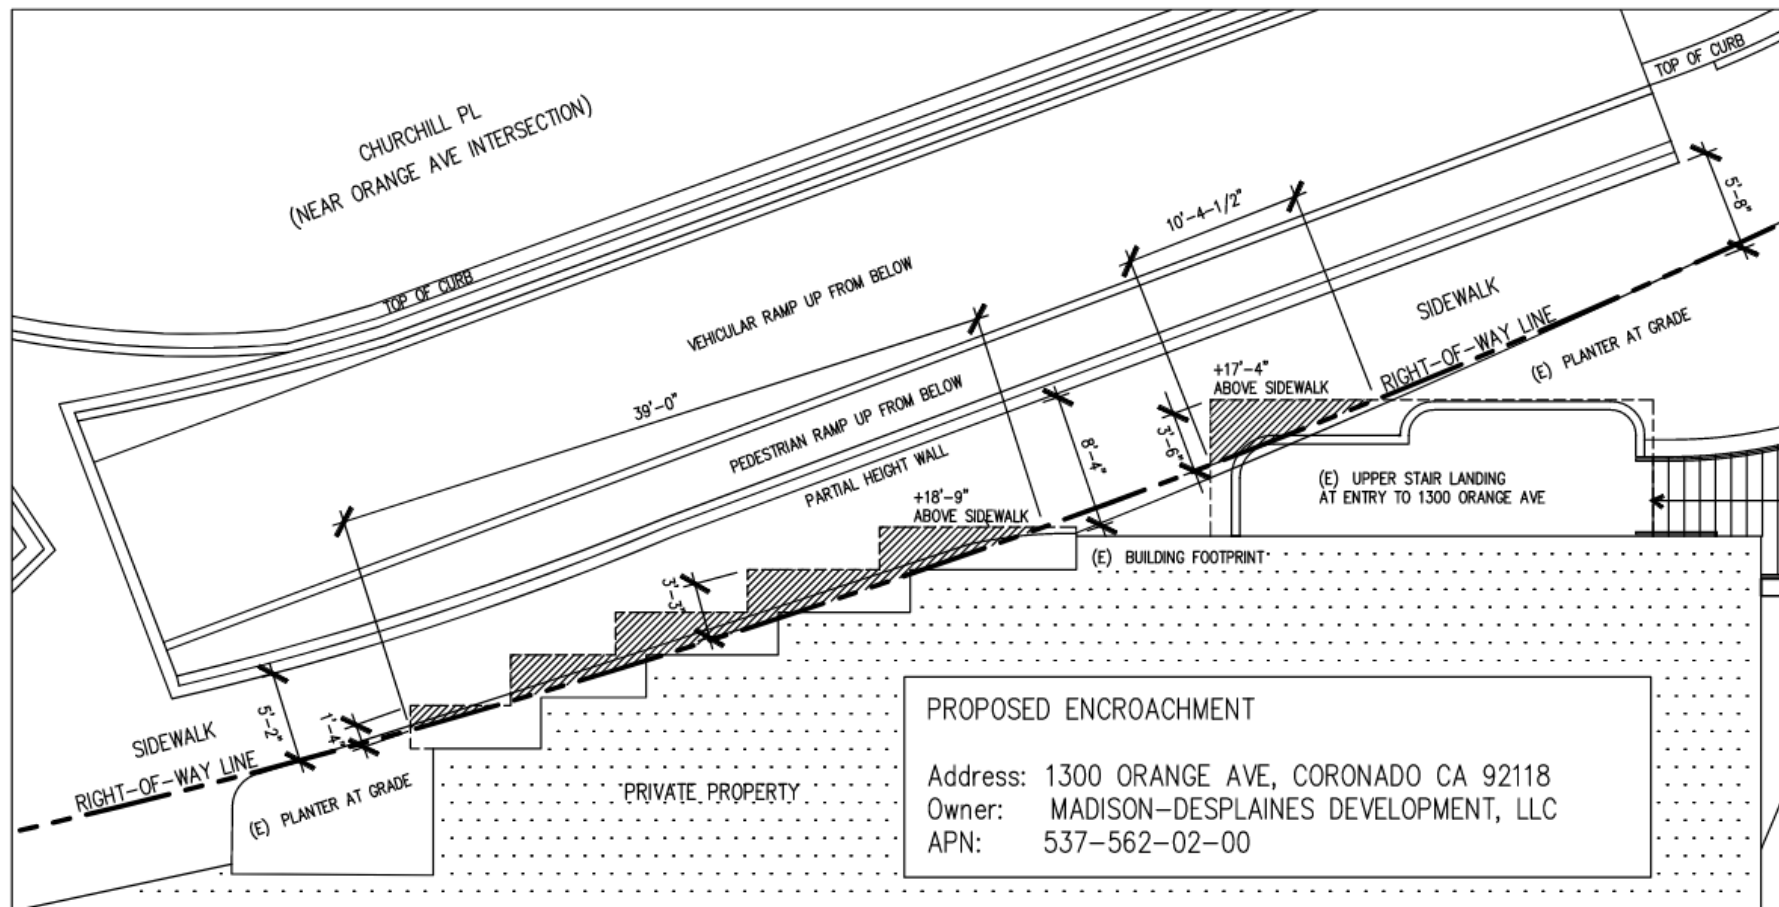 CHURCHILL PL
(NEAR ORANGE AVE INTERSECTION)
TOP OF CURB
TOP OF CURB
VEHICULAR RAMP UP FROM BELOW
10'-4-1/2"
5'-8"
39'-0"
PEDESTRIAN RAMP UP FROM BELOW
PARTIAL HEIGHT WALL
SIDEWALK
RIGHT-OF-WAY LINE
(E) PLANTER AT GRADE
+17'-4"
ABOVE SIDEWALK
3'-6"
8'-4"
+18'-9"
ABOVE SIDEWALK
(E) UPPER STAIR LANDING
AT ENTRY TO 1300 ORANGE AVE
(E) BUILDING FOOTPRINT
3'-3"
5'-2"
1'-4"
SIDEWALK
RIGHT-OF-WAY LINE
(E) PLANTER AT GRADE
PRIVATE PROPERTY
PROPOSED ENCROACHMENT
Address: 1300 ORANGE AVE, CORONADO CA 92118
Owner: MADISON-DESPLAINES DEVELOPMENT, LLC
APN: 537-562-02-00